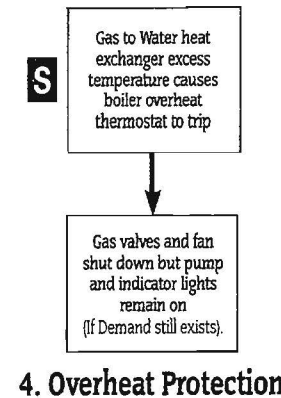 Gas to Water heat
exchanger excess
temperature causes
boiler overheat
thermostat to trip
S
Gas valves and fan
shut down but pump
and indicator lights
remain on
(If Demand still exists).
4. Overheat Protection